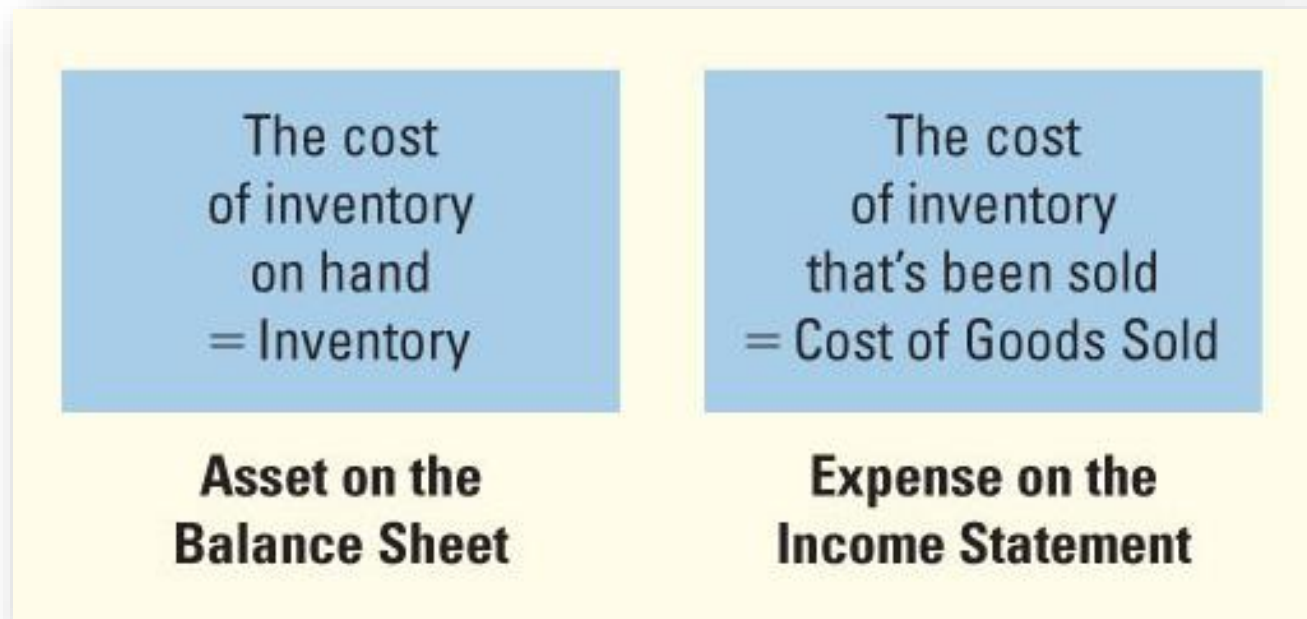 The cost
of inventory
on hand
= Inventory
Asset on the
Balance Sheet
The cost
of inventory
that's been sold
= Cost of Goods Sold
Expense on the
Income Statement